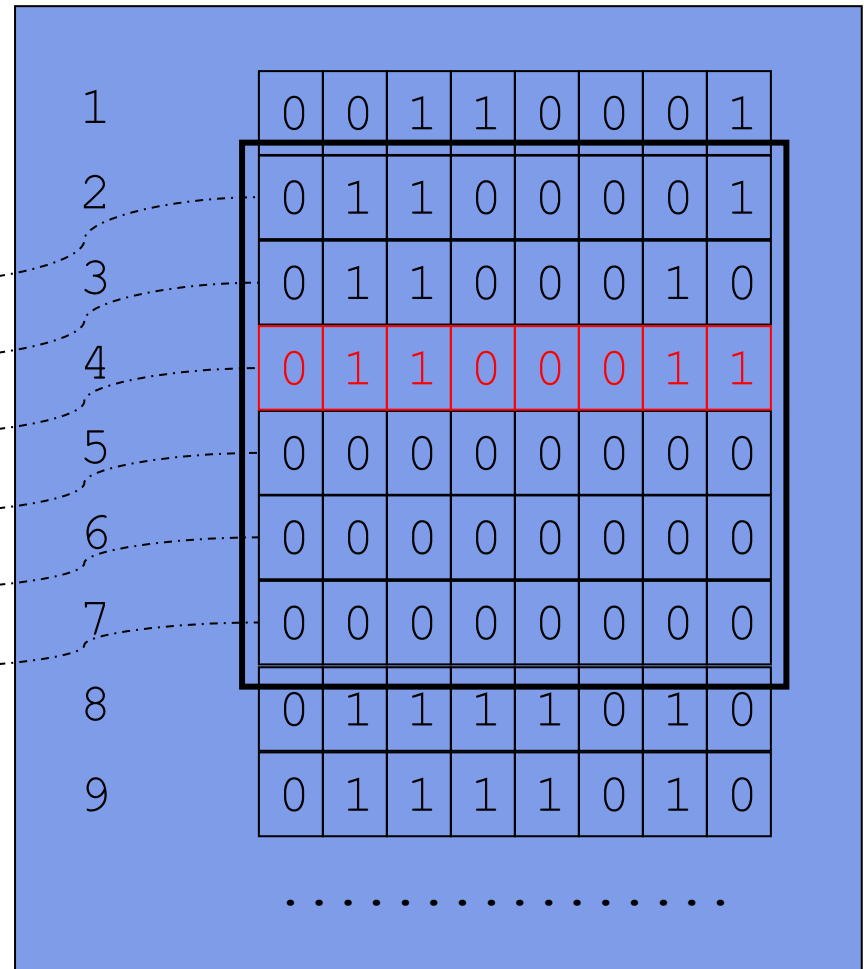 1 0 0 1 1 0 0 0 1
2 0 1 1 0 0 0 0 1
3 0 1 1 0 0 0 1 0
4 0 1 1 0 0 0 1 1
5 0 0 0 0 0 0 0 0
6 0 0 0 0 0 0 0 0
7 0 0 0 0 0 0 0 0
8 0 1 1 1 1 0 1 0
9 0 1 1 1 1 0 1 0
. . . . . . . . . . . . . . . .